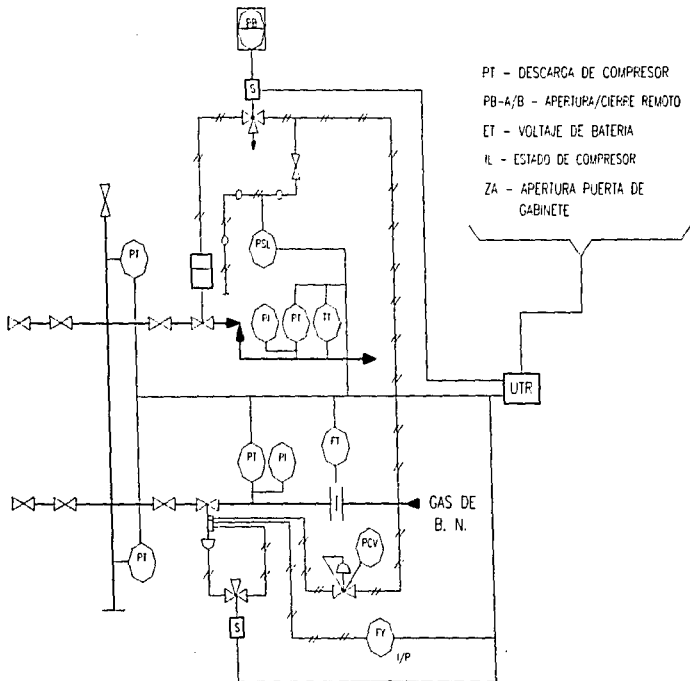 PB
S
PT - DESCARGA DE COMPRESOR
PB-A/B - APERTURA/CIERRE REMOTO
ET - VOLTAJE DE BATERIA
IL - ESTADO DE COMPRESOR
ZA - APERTURA PUERTA DE
GABINETE
PT
PSL
PI
PT
TT
UTR
PT
PI
FT
GAS DE
B. N.
PT
PCV
S
FY
I/P